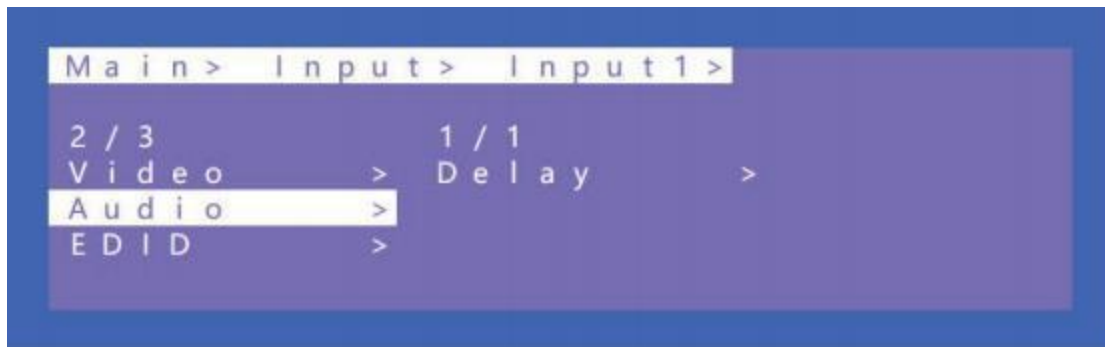 Main> Input> Input1>
2/3 1/1
Video > Delay >
Audio >
EDID >